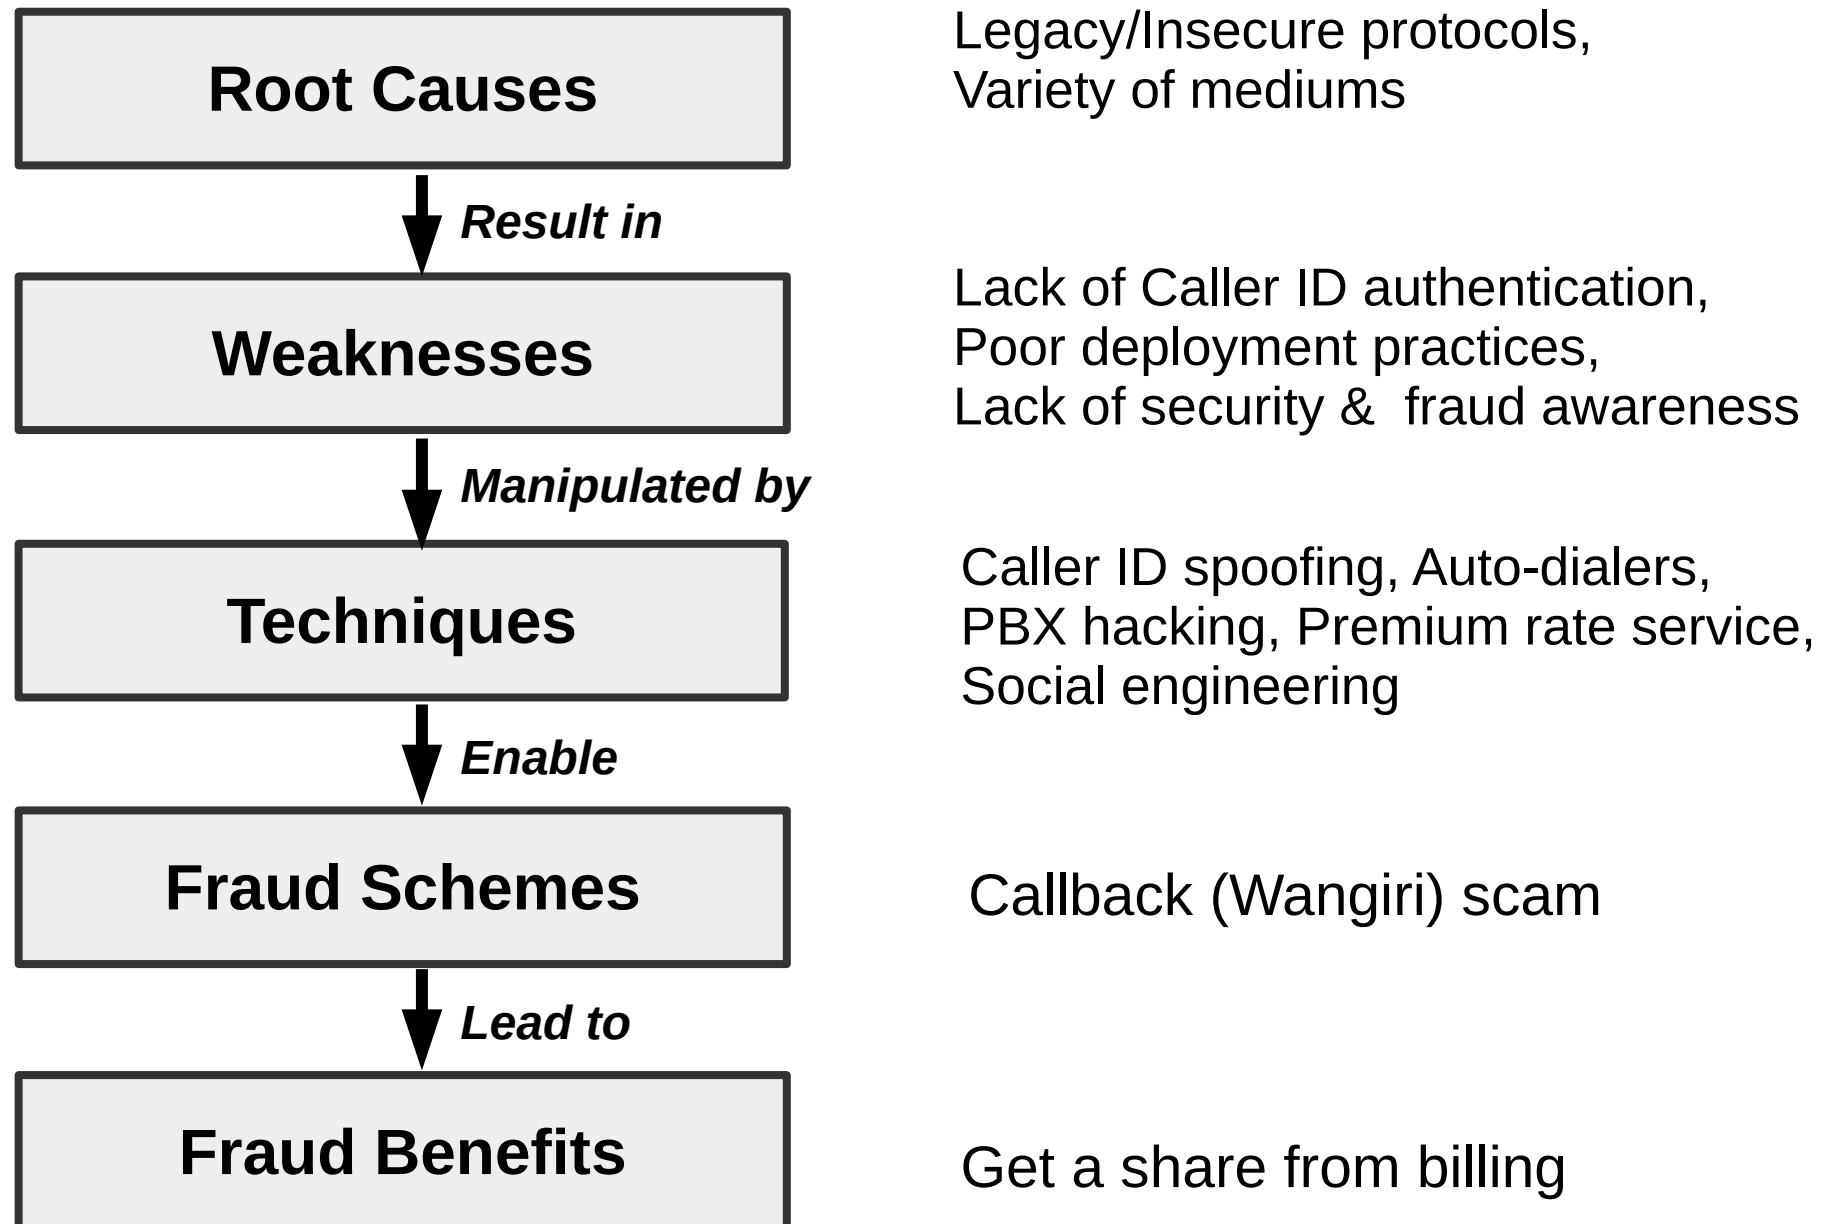 Root Causes
Legacy/Insecure protocols,
Variety of mediums
Result in
Weaknesses
Lack of Caller ID authentication,
Poor deployment practices,
Lack of security &  fraud awareness
Manipulated by
Techniques
Caller ID spoofing, Auto-dialers,
PBX hacking, Premium rate service,
Social engineering
Enable
Fraud Schemes
Callback (Wangiri) scam
Lead to
Fraud Benefits
Get a share from billing